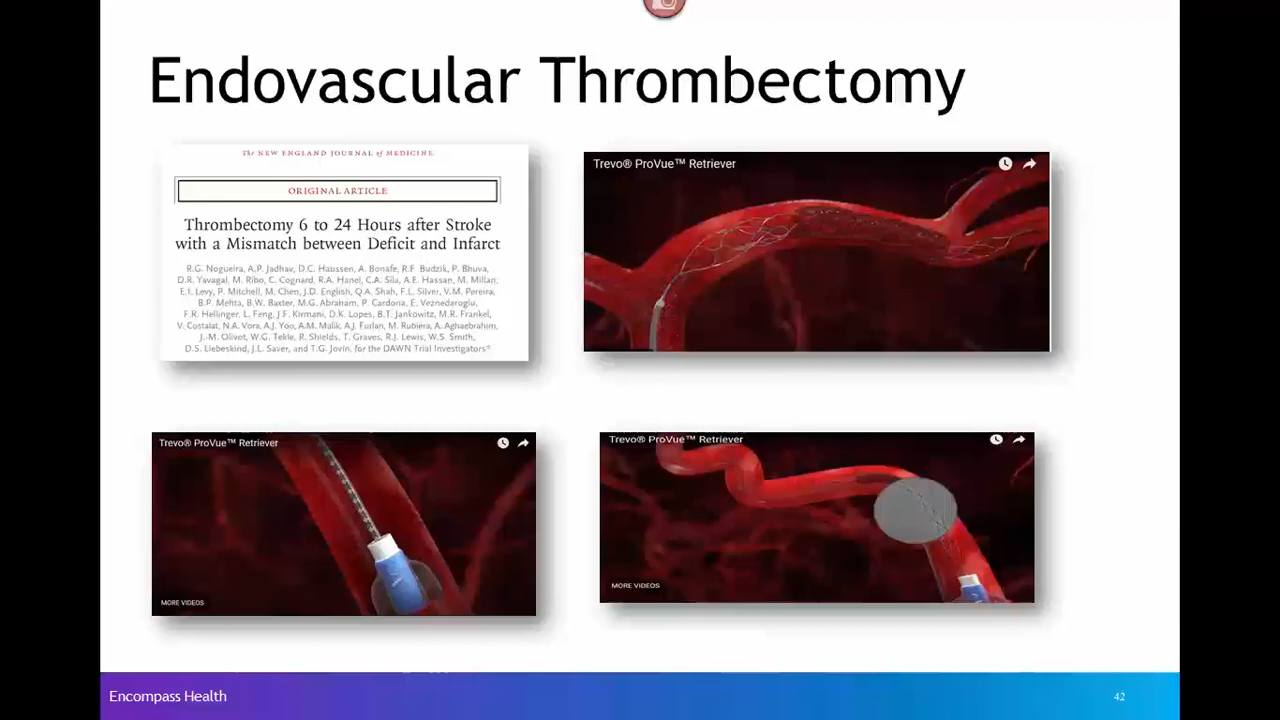 Endovascular Thrombectomy
The NEW ENGLAND JOURNAL of MEDICINE
ORIGINAL ARTICLE
Thrombectomy 6 to 24 Hours after Stroke
with a Mismatch between Deficit and Infarct
R.G. Nogueira, A.P. Jadhav, D.C. Haussen, A. Bonafe, R.F. Budzik, P. Bhuva,
D.R. Yavagal, M. Ribo, C. Cognard, R.A. Hanel, C.A. Sila, A.E. Hassan, M. Millan,
E.I. Levy, P. Mitchell, M. Chen, J.D. English, Q.A. Shah, F.L. Silver, V.M. Pereira,
B.P. Mehta, B.W. Baxter, M.G. Abraham, P. Cardona, E. Veznedaroglu,
F.R. Hellinger, L. Feng, J.F. Kirmani, D.K. Lopes, B.T. Jankowitz, M.R. Frankel,
V. Costalat, N.A. Vora, A.J. Yoo, A.M. Malik, A.J. Furlan, M. Rubiera, A. Aghaebrahim,
J.-M. Olivot, W.G. Tekle, R. Shields, T. Graves, R.J. Lewis, W.S. Smith,
D.S. Liebeskind, J.L. Saver, and T.G. Jovin, for the DAWN Trial Investigators*
Trevo® ProVue™ Retriever
Trevo® ProVue™ Retriever
MORE VIDEOS
Trevo® ProVue™ Retriever
MORE VIDEOS
Encompass Health
42